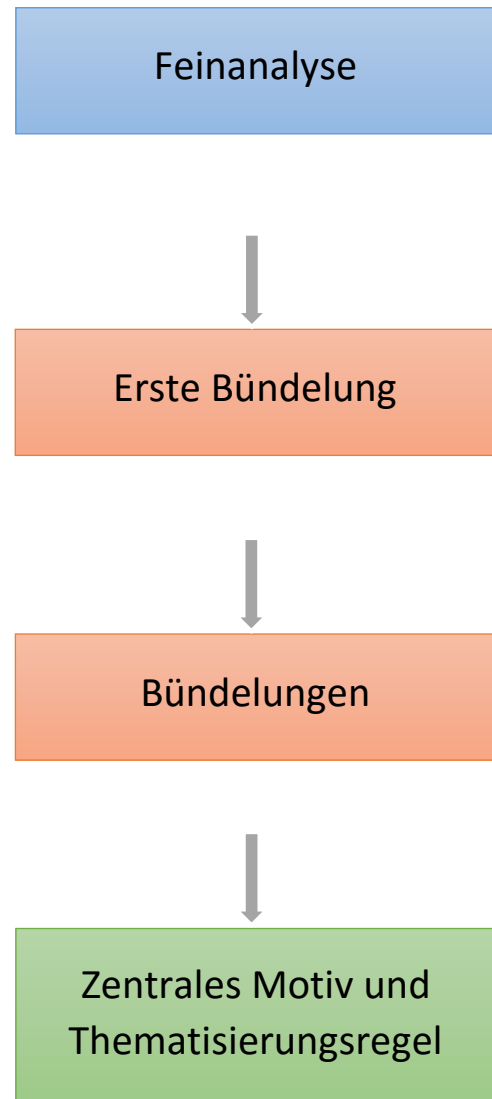 Feinanalyse
Erste Bündelung
Bündelungen
Zentrales Motiv und
Thematisierungsregel